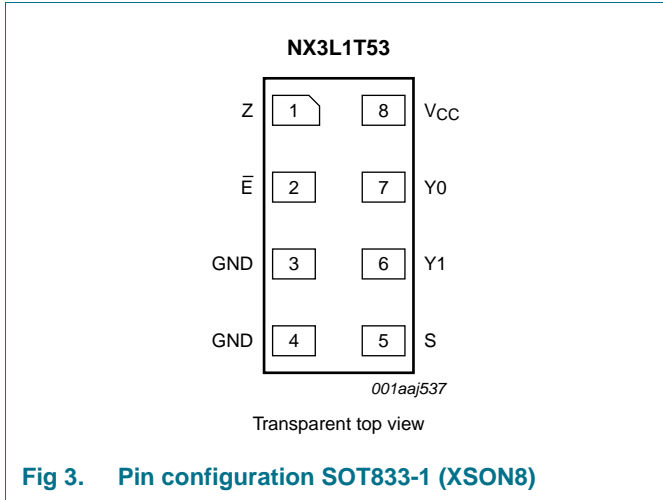 NX3L1T53
Z 1 8 VCC
E̅ 2 7 Y0
GND 3 6 Y1
GND 4 5 S
001aaj537
Transparent top view
Fig 3. Pin configuration SOT833-1 (XSON8)